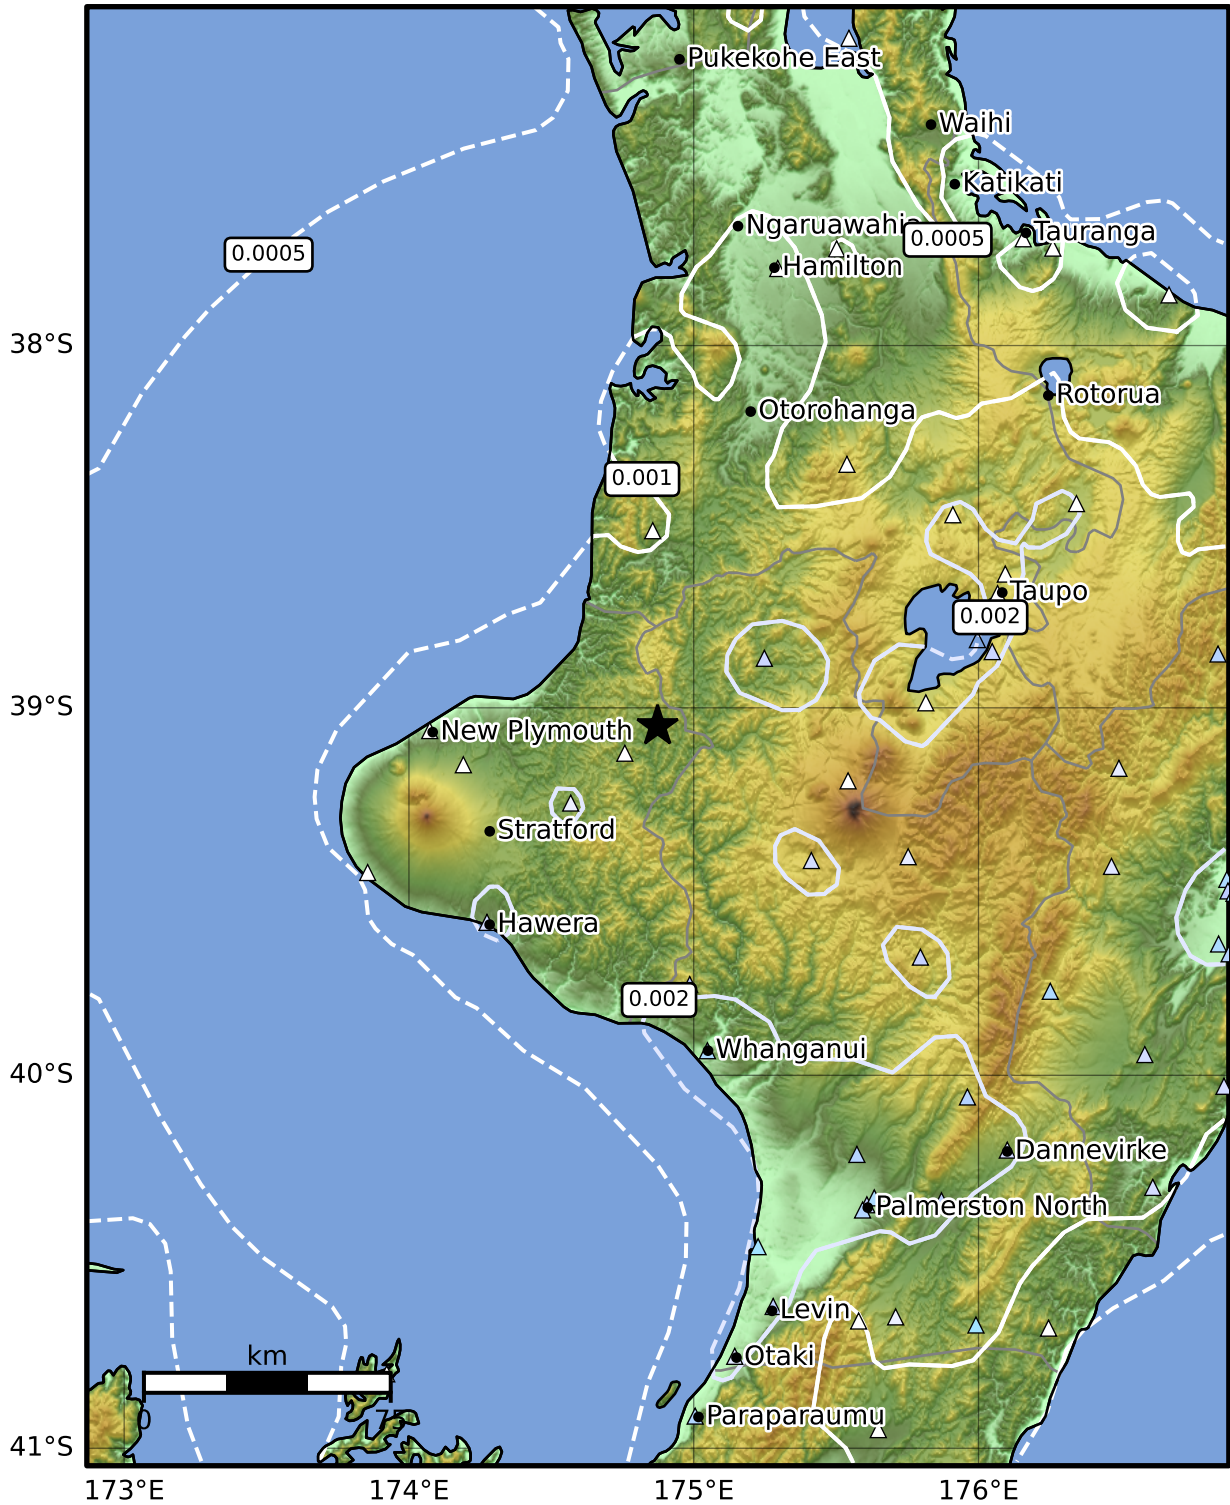 Pukekohe East
Waihi
Katikati
Ngaruawahia
Tauranga
0.0005
0.0005
Hamilton
38°S
Rotorua
Otorohanga
0.001
Taupo
0.002
39°S
New Plymouth
Stratford
Hawera
0.002
Whanganui
40°S
Dannevirke
Palmerston North
Levin
km
Otaki
0
75
Paraparaumu
41°S
173°E
174°E
175°E
176°E